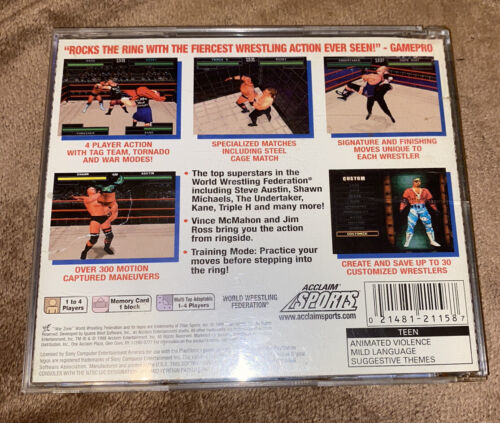 "ROCKS THE RING WITH THE FIERCEST WRESTLING ACTION EVER SEEN!" - GAMEPRO
4 PLAYER ACTION
WITH TAG TEAM, TORNADO
AND WAR MODES!
SPECIALIZED MATCHES
INCLUDING STEEL
CAGE MATCH
SIGNATURE AND FINISHING
MOVES UNIQUE TO
EACH WRESTLER
• The top superstars in the
World Wrestling Federation®
including Steve Austin, Shawn
Michaels, The Undertaker,
Kane, Triple H and many more!
• Vince McMahon and Jim
Ross bring you the action
from ringside.
• Training Mode: Practice your
moves before stepping into
the ring!
OVER 300 MOTION
CAPTURED MANEUVERS
CUSTOM
CREATE AND SAVE UP TO 30
CUSTOMIZED WRESTLERS
1 to 4
Players
Memory Card
1 block
Multi Tap Adaptable
1-4 Players
WORLD WRESTLING
FEDERATION®
ACCLAIM
SPORTS
www.acclaimsports.com
0 21481-21158 7
TEEN
ANIMATED VIOLENCE
MILD LANGUAGE
SUGGESTIVE THEMES